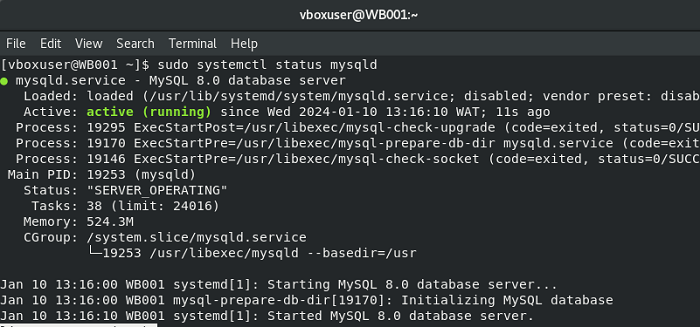 vboxuser@WB001:~
File Edit View Search Terminal Help
[vboxuser@WB001 ~]$ sudo systemctl status mysqld
● mysqld.service - MySQL 8.0 database server
   Loaded: loaded (/usr/lib/systemd/system/mysqld.service; disabled; vendor preset: disab
   Active: active (running) since Wed 2024-01-10 13:16:10 WAT; 11s ago
  Process: 19295 ExecStartPost=/usr/libexec/mysql-check-upgrade (code=exited, status=0/SUC
  Process: 19170 ExecStartPre=/usr/libexec/mysql-prepare-db-dir mysqld.service (code=exit
  Process: 19146 ExecStartPre=/usr/libexec/mysql-check-socket (code=exited, status=0/SUCC
 Main PID: 19253 (mysqld)
   Status: "SERVER_OPERATING"
    Tasks: 38 (limit: 24016)
   Memory: 524.3M
   CGroup: /system.slice/mysqld.service
           └─19253 /usr/libexec/mysqld --basedir=/usr
Jan 10 13:16:00 WB001 systemd[1]: Starting MySQL 8.0 database server...
Jan 10 13:16:00 WB001 mysql-prepare-db-dir[19170]: Initializing MySQL database
Jan 10 13:16:10 WB001 systemd[1]: Started MySQL 8.0 database server.